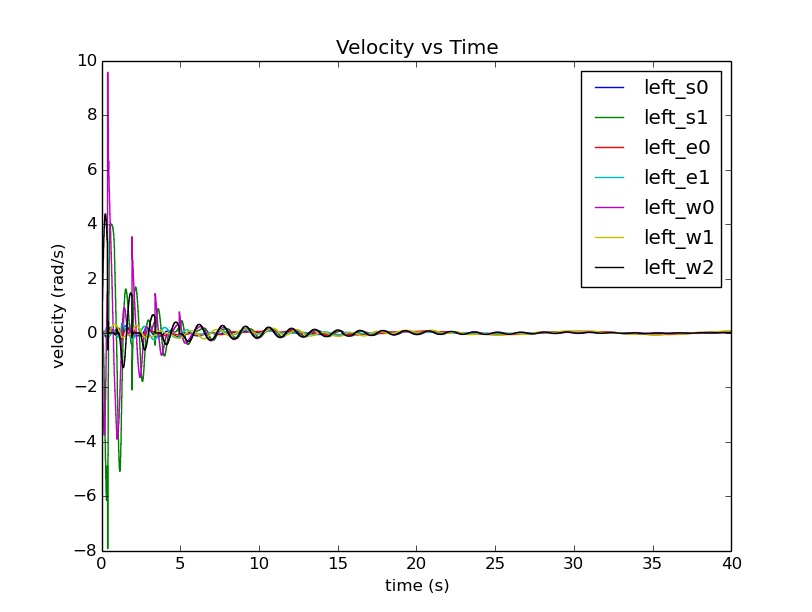 Velocity vs Time
10
8
6
4
2
0
−2
−4
−6
−8
velocity (rad/s)
0 5 10 15 20 25 30 35 40
time (s)
left_s0
left_s1
left_e0
left_e1
left_w0
left_w1
left_w2